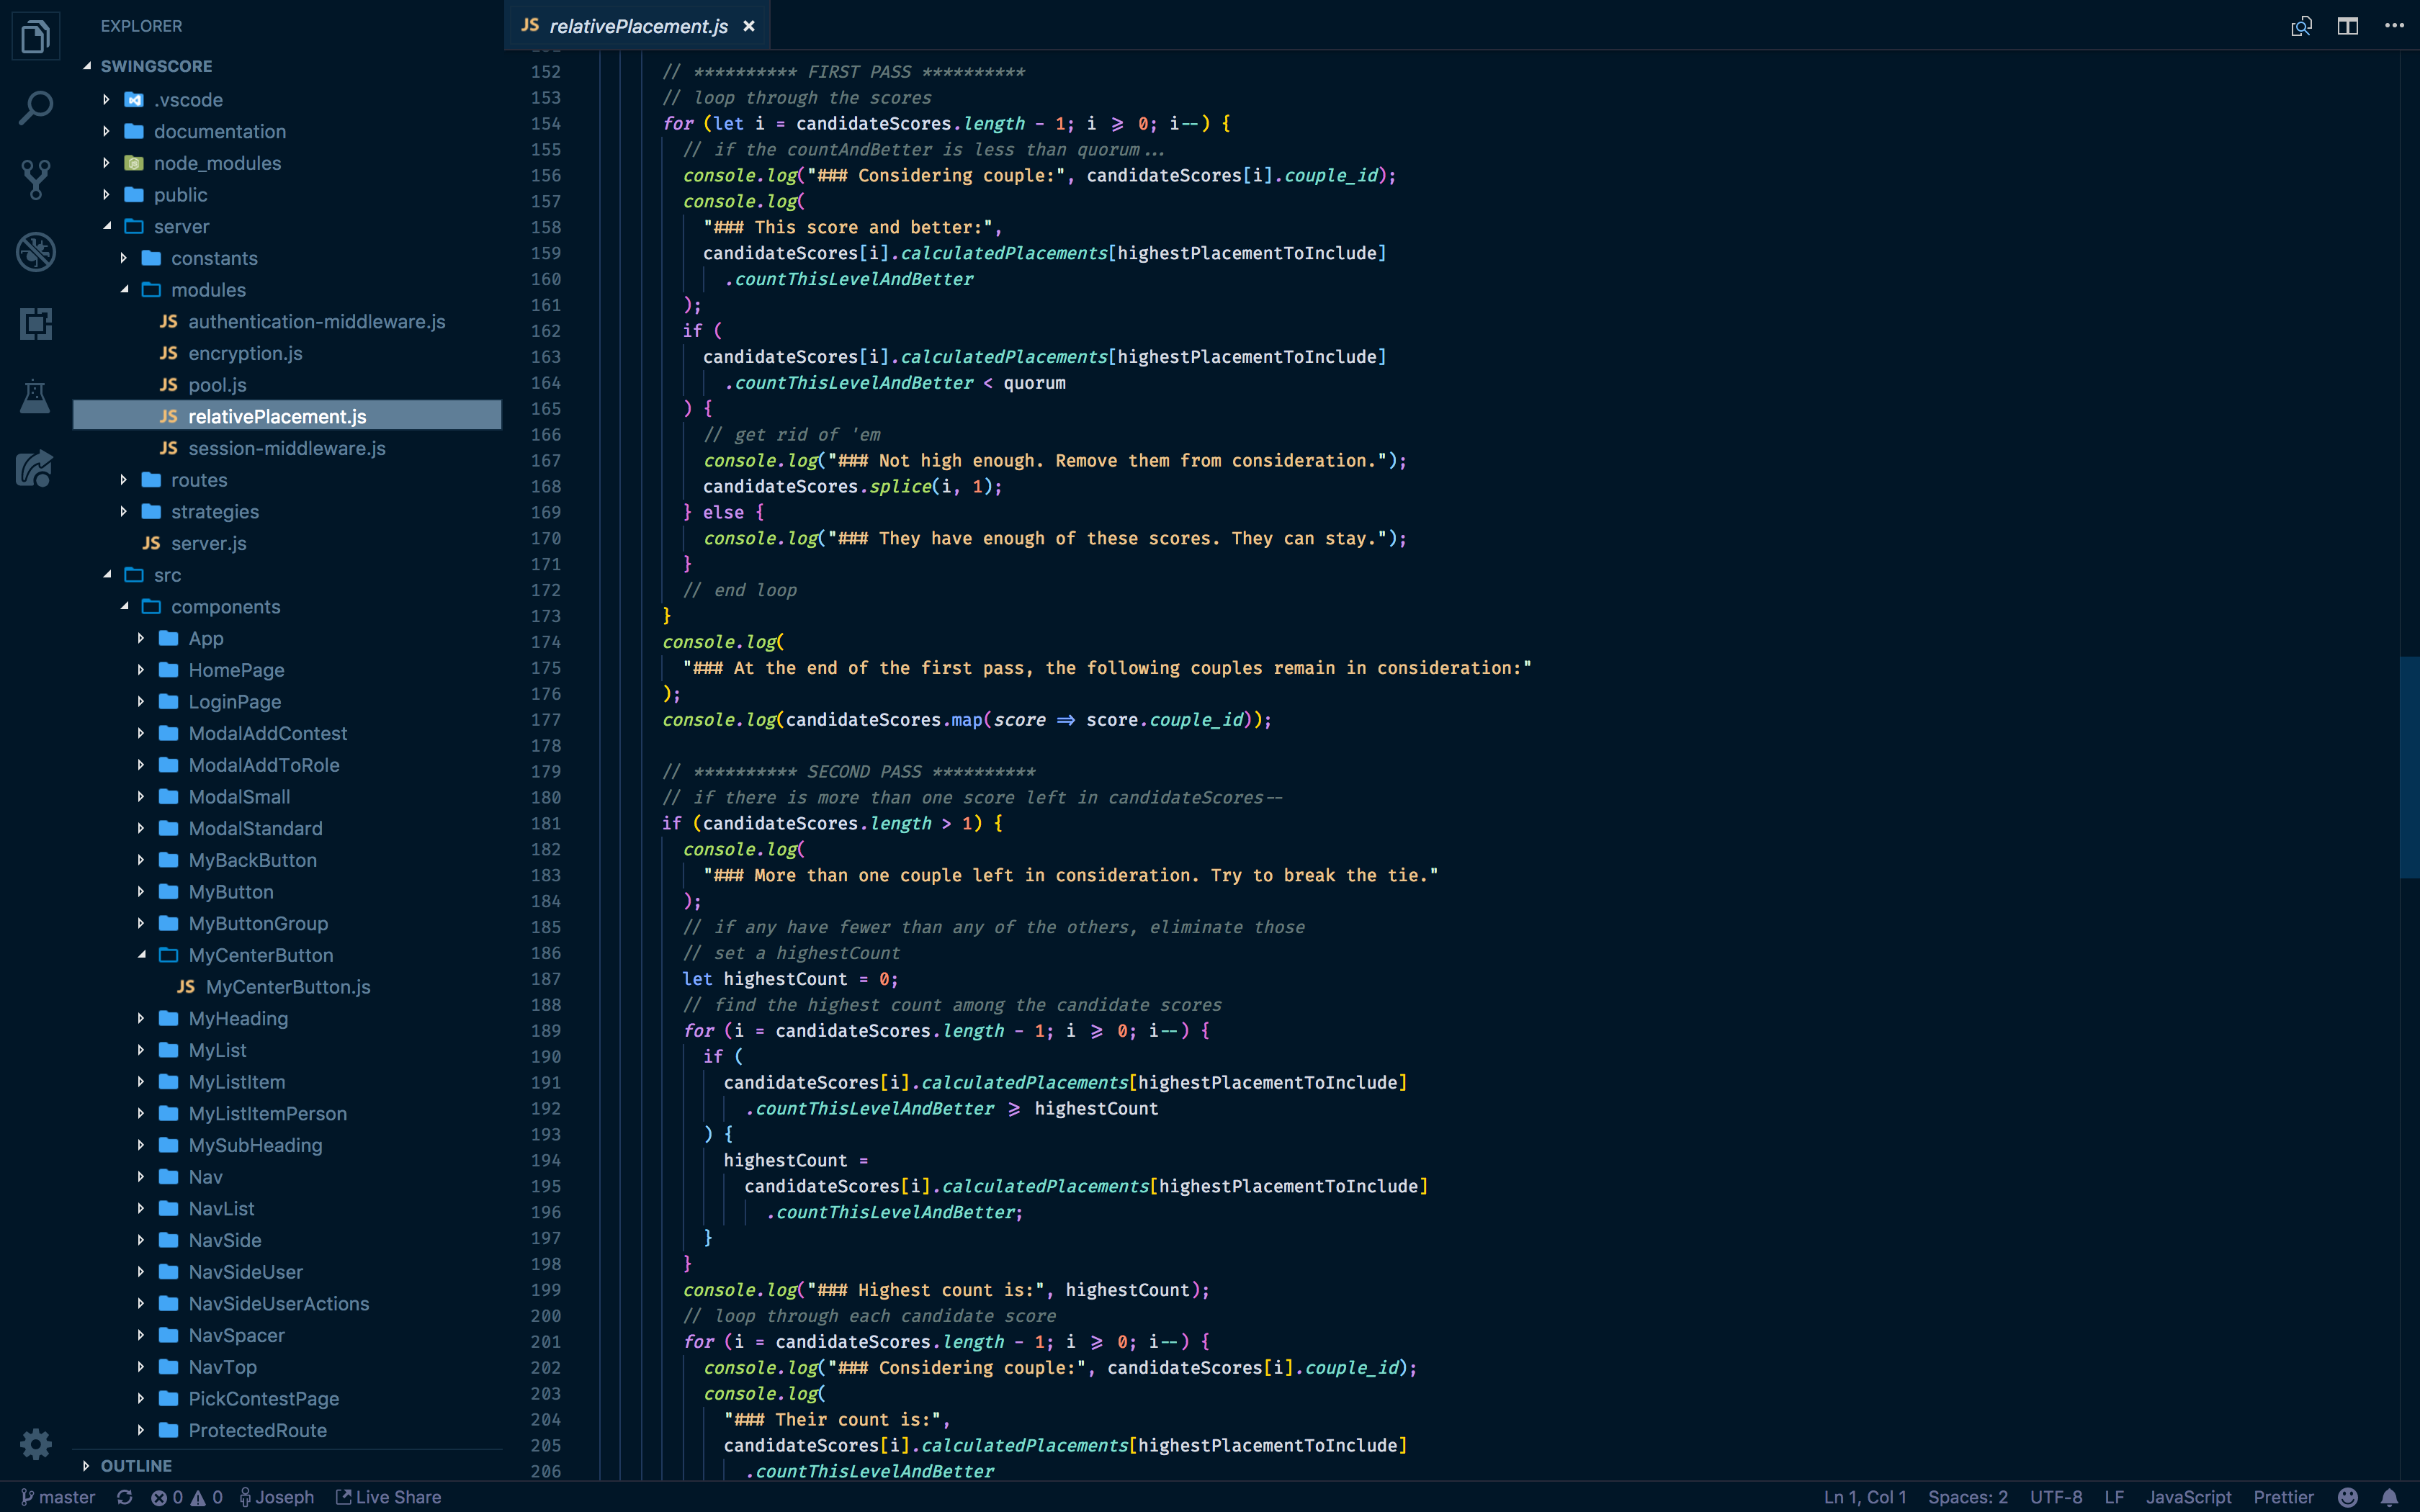 EXPLORER
SWINGSCORE
.vscode
documentation
node_modules
public
server
constants
modules
JS authentication-middleware.js
JS encryption.js
JS pool.js
JS relativePlacement.js
JS session-middleware.js
routes
strategies
JS server.js
src
components
App
HomePage
LoginPage
ModalAddContest
ModalAddToRole
ModalSmall
ModalStandard
MyBackButton
MyButton
MyButtonGroup
MyCenterButton
JS MyCenterButton.js
MyHeading
MyList
MyListItem
MyListItemPerson
MySubHeading
Nav
NavList
NavSide
NavSideUser
NavSideUserActions
NavSpacer
NavTop
PickContestPage
ProtectedRoute
OUTLINE
JS relativePlacement.js ×
152 // ********** FIRST PASS **********
153 // loop through the scores
154 for (let i = candidateScores.length - 1; i >= 0; i--) {
155 // if the countAndBetter is less than quorum...
156 console.log("### Considering couple:", candidateScores[i].couple_id);
157 console.log(
158 "### This score and better:",
159 candidateScores[i].calculatedPlacements[highestPlacementToInclude]
160 .countThisLevelAndBetter
161 );
162 if (
163 candidateScores[i].calculatedPlacements[highestPlacementToInclude]
164 .countThisLevelAndBetter < quorum
165 ) {
166 // get rid of 'em
167 console.log("### Not high enough. Remove them from consideration.");
168 candidateScores.splice(i, 1);
169 } else {
170 console.log("### They have enough of these scores. They can stay.");
171 }
172 // end loop
173 }
174 console.log(
175 "### At the end of the first pass, the following couples remain in consideration:"
176 );
177 console.log(candidateScores.map(score => score.couple_id));
178
179 // ********** SECOND PASS **********
180 // if there is more than one score left in candidateScores--
181 if (candidateScores.length > 1) {
182 console.log(
183 "### More than one couple left in consideration. Try to break the tie."
184 );
185 // if any have fewer than any of the others, eliminate those
186 // set a highestCount
187 let highestCount = 0;
188 // find the highest count among the candidate scores
189 for (i = candidateScores.length - 1; i >= 0; i--) {
190 if (
191 candidateScores[i].calculatedPlacements[highestPlacementToInclude]
192 .countThisLevelAndBetter >= highestCount
193 ) {
194 highestCount =
195 candidateScores[i].calculatedPlacements[highestPlacementToInclude]
196 .countThisLevelAndBetter;
197 }
198 }
199 console.log("### Highest count is:", highestCount);
200 // loop through each candidate score
201 for (i = candidateScores.length - 1; i >= 0; i--) {
202 console.log("### Considering couple:", candidateScores[i].couple_id);
203 console.log(
204 "### Their count is:",
205 candidateScores[i].calculatedPlacements[highestPlacementToInclude]
206 .countThisLevelAndBetter
master 0 0 Joseph Live Share Ln 1, Col 1 Spaces: 2 UTF-8 LF JavaScript Prettier